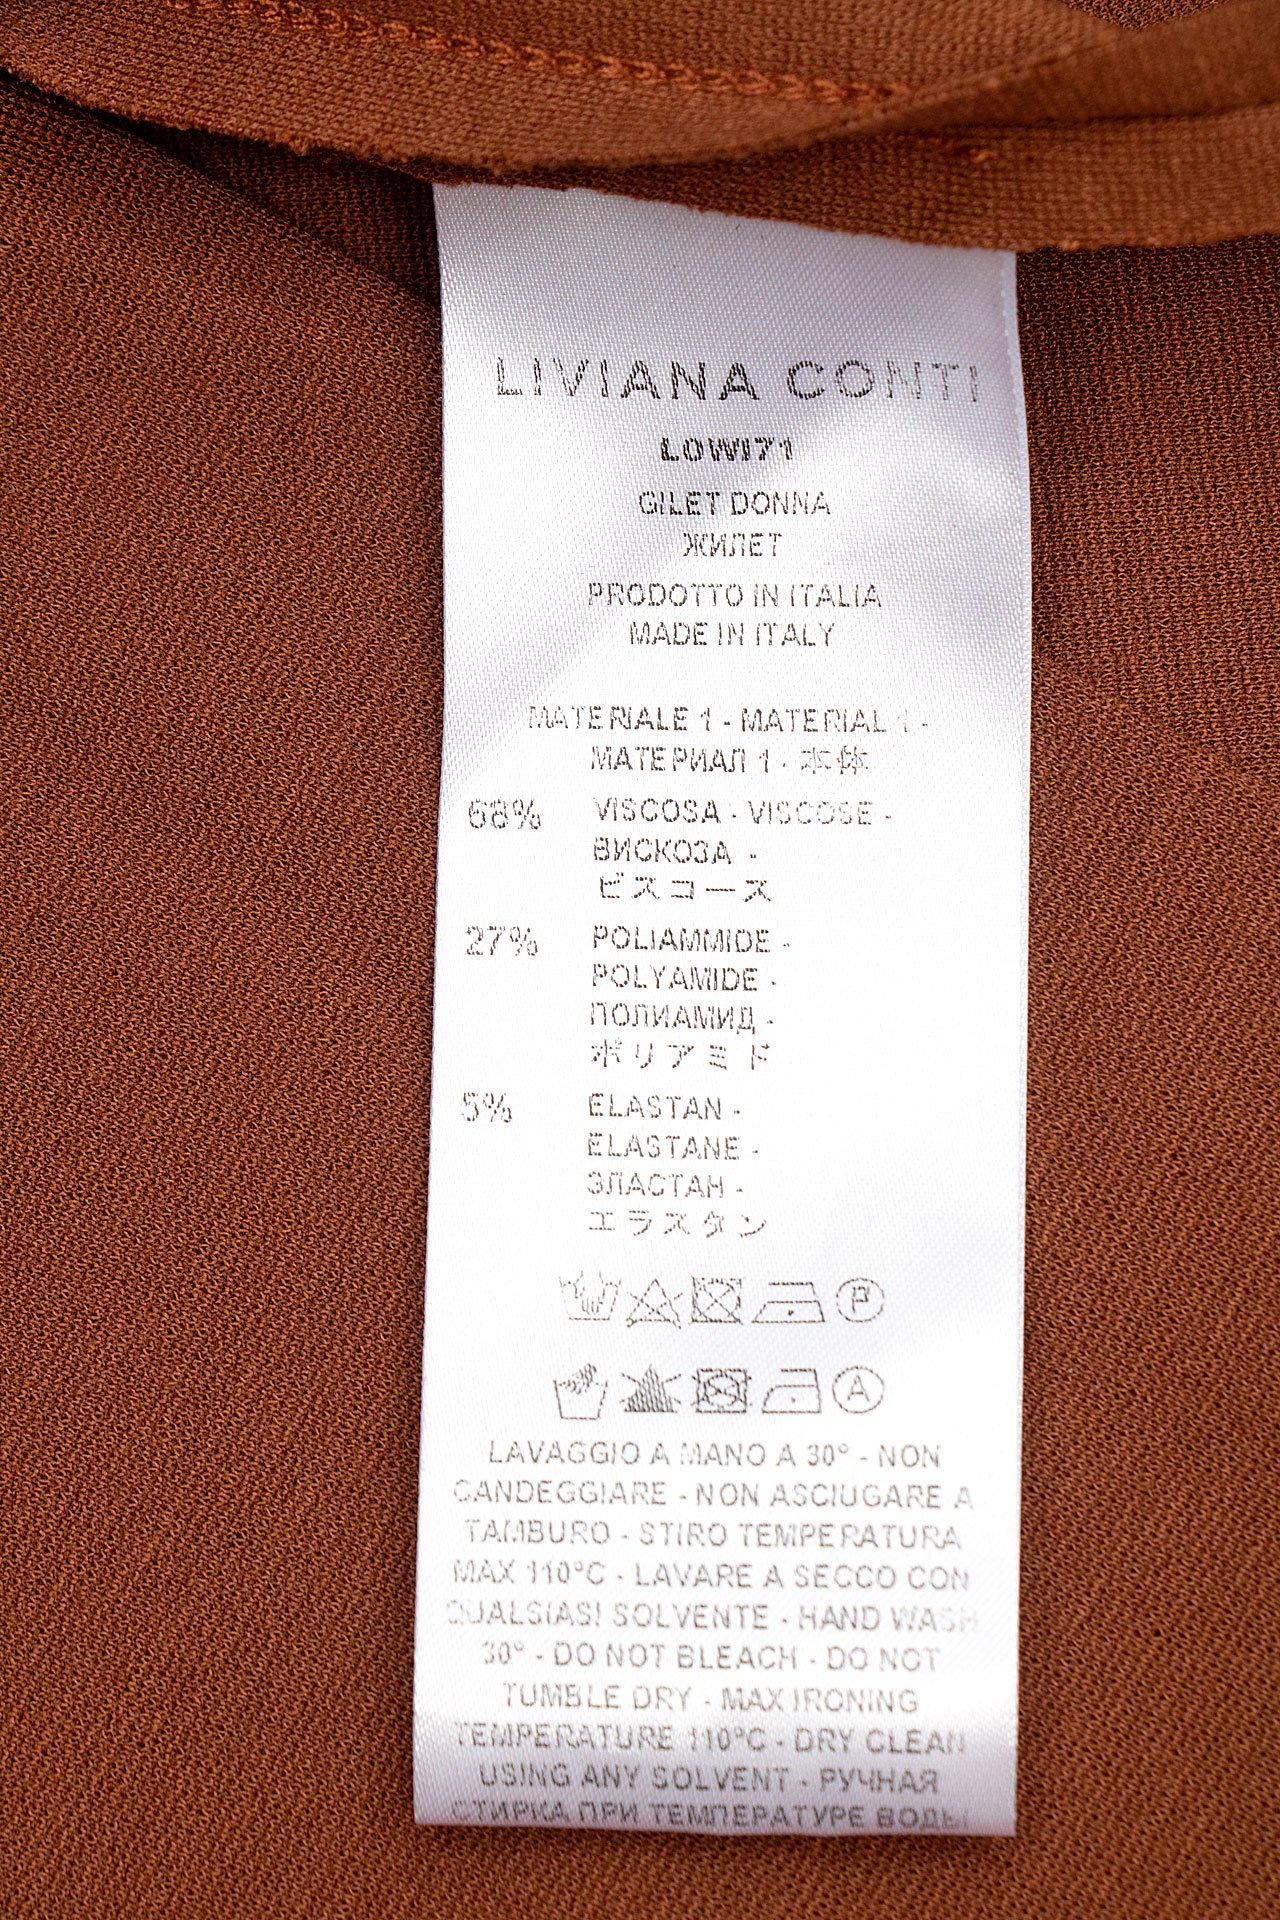 LIVIANA CONTI
L0WI71
GILET DONNA
ЖИЛЕТ
PRODOTTO IN ITALIA
MADE IN ITALY
MATERIALE 1 - MATERIAL 1 -
МАТЕРИАЛ 1 - 本体
68% VISCOSA - VISCOSE -
ВИСКОЗА -
ビスコース
27% POLIAMMIDE -
POLYAMIDE -
ПОЛИАМИД -
ポリアミド
5% ELASTAN -
ELASTANE -
ЭЛАСТАН -
エラスタン
P
A
LAVAGGIO A MANO A 30° - NON
CANDEGGIARE - NON ASCIUGARE A
TAMBURO - STIRO TEMPERATURA
MAX 110°C - LAVARE A SECCO CON
QUALSIASI SOLVENTE - HAND WASH
30° - DO NOT BLEACH - DO NOT
TUMBLE DRY - MAX IRONING
TEMPERATURE 110°C - DRY CLEAN
USING ANY SOLVENT - РУЧНАЯ
СТИРКА ПРИ ТЕМПЕРАТУРЕ ВОДЫ